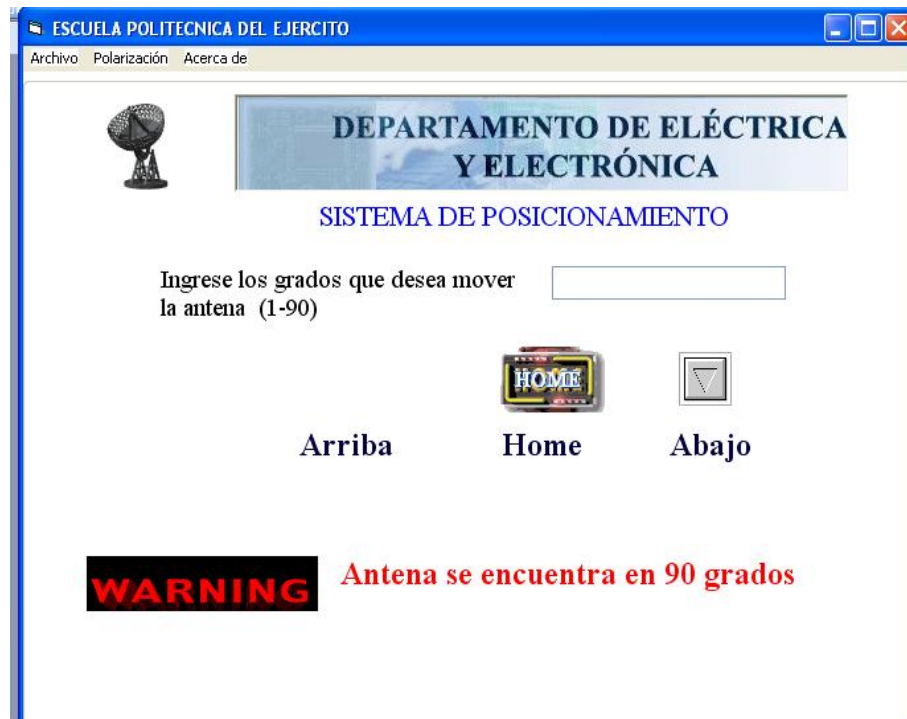 ESCUELA POLITECNICA DEL EJERCITO
Archivo Polarización Acerca de
DEPARTAMENTO DE ELÉCTRICA
Y ELECTRÓNICA
SISTEMA DE POSICIONAMIENTO
Ingrese los grados que desea mover
la antena (1-90)
HOME
Arriba Home Abajo
WARNING
Antena se encuentra en 90 grados